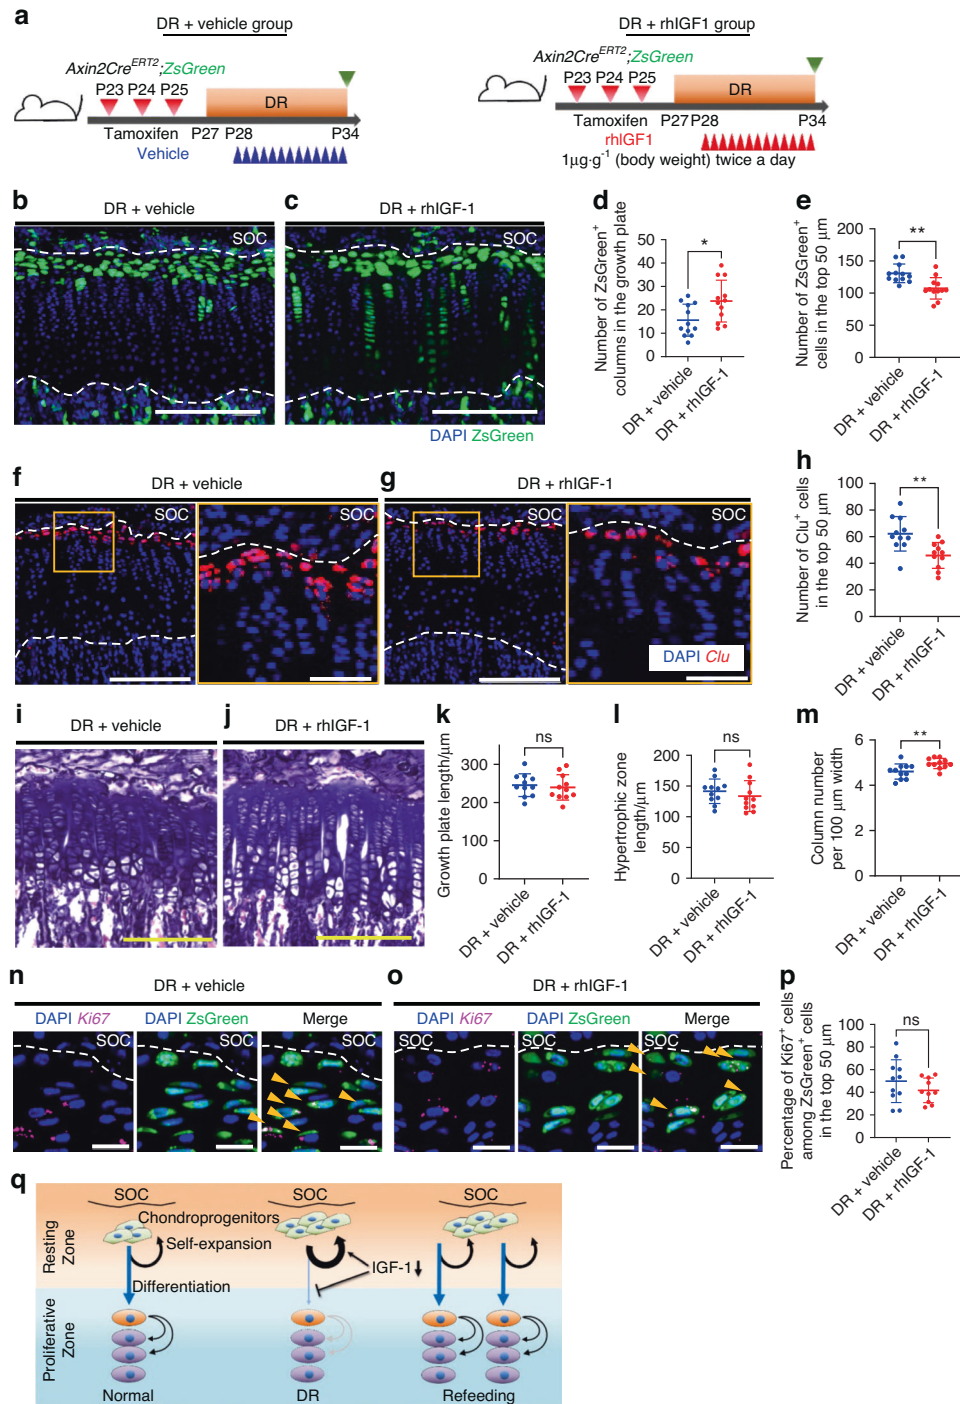 a
DR + vehicle group
Axin2Cre^ERT2;ZsGreen
P23 P24 P25
DR
Tamoxifen P27 P28 P34
Vehicle
DR + rhIGF1 group
Axin2Cre^ERT2;ZsGreen
P23 P24 P25
DR
Tamoxifen P27 P28 P34
rhIGF1
1μg·g⁻¹ (body weight) twice a day
b
DR + vehicle
SOC
c
DR + rhIGF-1
SOC
DAPI ZsGreen
d
Number of ZsGreen⁺
columns in the growth plate
50
40
30
20
10
0
*
DR + vehicle
DR + rhIGF-1
e
Number of ZsGreen⁺
cells in the top 50 μm
200
150
100
50
0
**
DR + vehicle
DR + rhIGF-1
f
DR + vehicle
SOC
SOC
g
DR + rhIGF-1
SOC
SOC
DAPI Clu
h
Number of Clu⁺ cells
in the top 50 μm
100
80
60
40
20
0
**
DR + vehicle
DR + rhIGF-1
i
DR + vehicle
j
DR + rhIGF-1
k
Growth plate length/μm
300
200
100
0
ns
DR + vehicle
DR + rhIGF-1
l
Hypertrophic zone
length/μm
200
150
100
50
0
ns
DR + vehicle
DR + rhIGF-1
m
Column number
per 100 μm width
6
4
2
0
**
DR + vehicle
DR + rhIGF-1
n
DR + vehicle
DAPI Ki67
DAPI ZsGreen
Merge
SOC
SOC
SOC
o
DR + rhIGF-1
DAPI Ki67
DAPI ZsGreen
Merge
SOC
SOC
SOC
p
Percentage of Ki67⁺ cells
among ZsGreen⁺ cells
in the top 50 μm
100
80
60
40
20
0
ns
DR + vehicle
DR + rhIGF-1
q
Resting
Zone
Proliferative
Zone
SOC
SOC
SOC
Chondroprogenitors
Self-expansion
IGF-1
Differentiation
Normal
DR
Refeeding